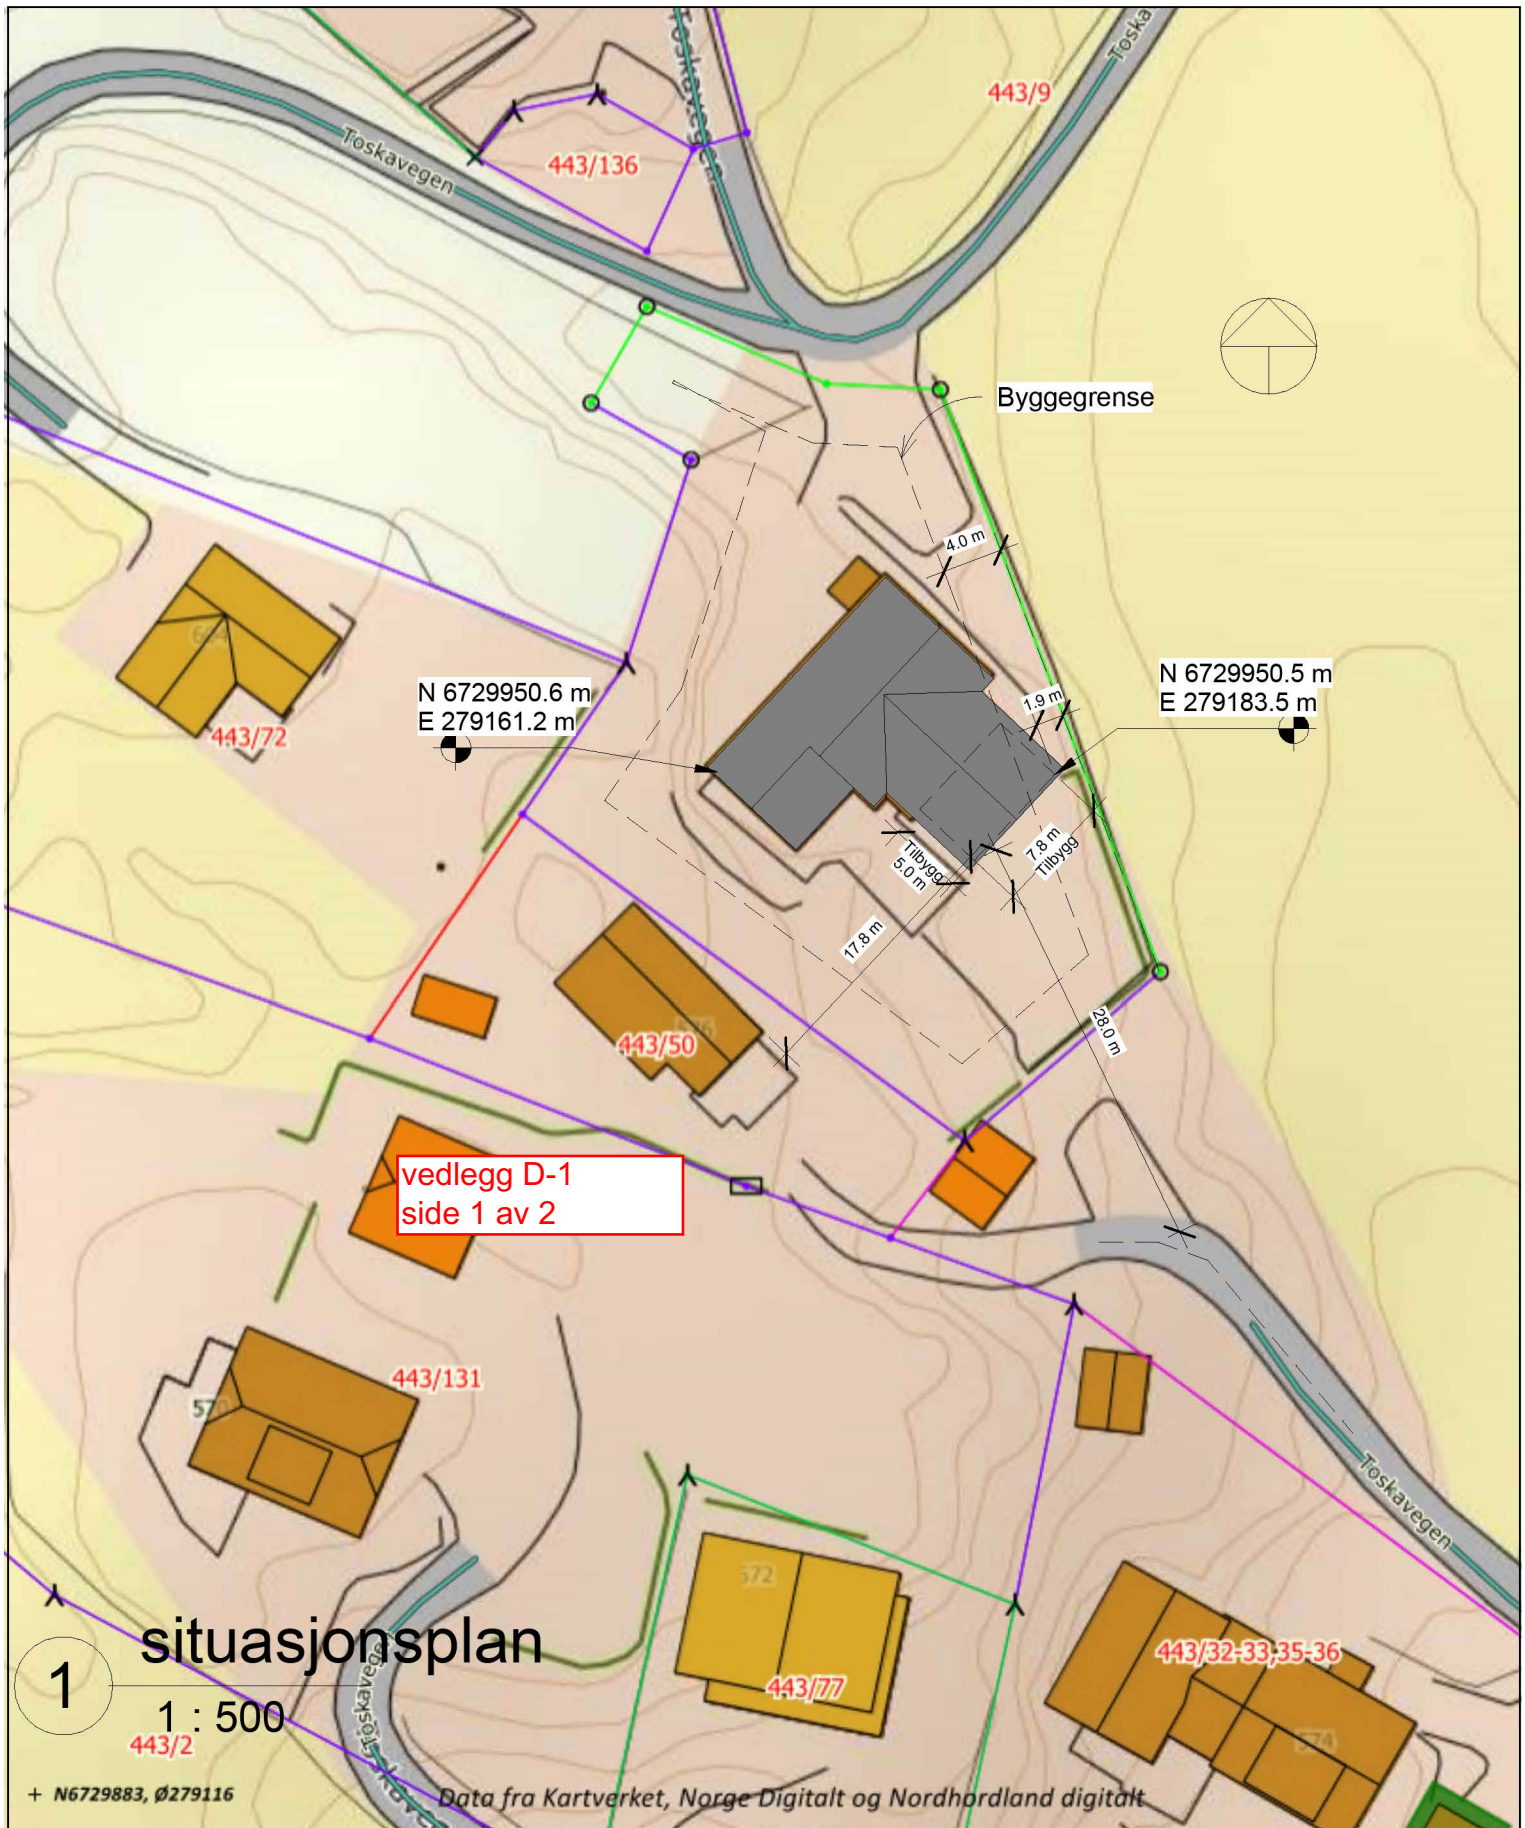 Toskavegen
Toska
443/9
Toskavegen
443/136
Byggegrense
4.0 m
N 6729950.6 m
E 279161.2 m
N 6729950.5 m
E 279183.5 m
1.9 m
443/72
Tilbygg
5.0 m
7.8 m
Tilbygg
17.8 m
28.0 m
443/50
vedlegg D-1
side 1 av 2
443/131
Toskavegen
572
443/32-33,35-36
443/77
574
situasjonsplan
1
1 : 500
Toskavegen
443/2
+ N6729883, Ø279116
Data fra Kartverket, Norge Digitalt og Nordhordland digitalt